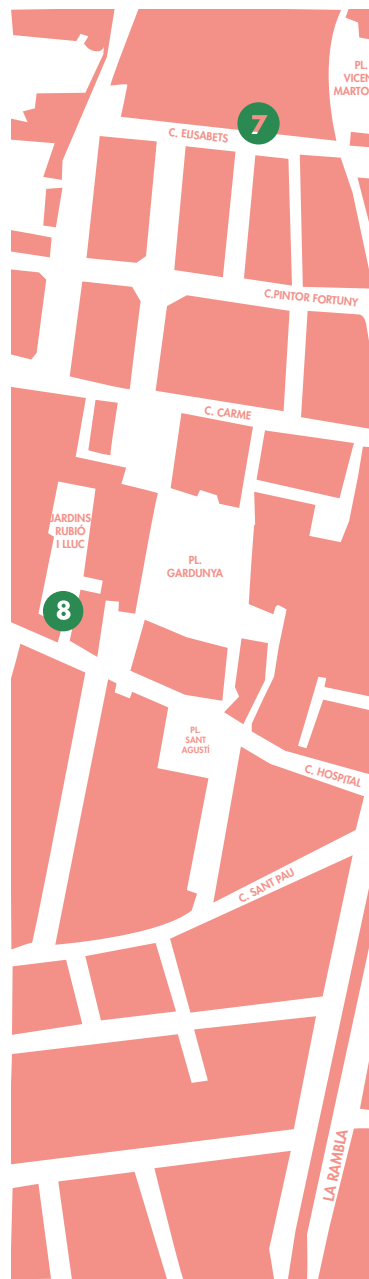 PL.
VICEN
MARTO
7
C. ELISABETS
C.PINTOR FORTUNY
C. CARME
JARDINS
RUBIÓ
I LLUC
PL.
GARDUNYA
8
PL.
SANT
AGUSTÍ
C. HOSPITAL
C. SANT PAU
LA RAMBLA